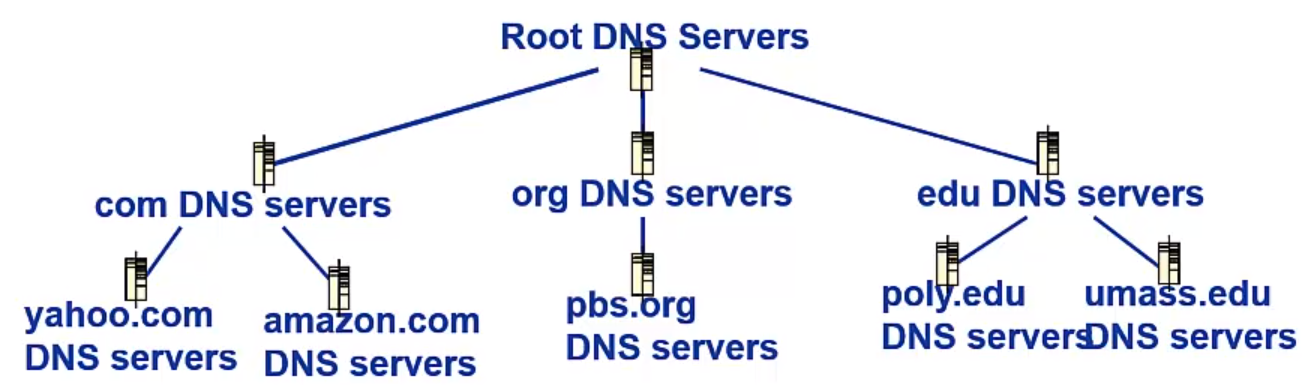 Root DNS Servers
com DNS servers
org DNS servers
edu DNS servers
yahoo.com
DNS servers
amazon.com
DNS servers
pbs.org
DNS servers
poly.edu
DNS servers
umass.edu
DNS servers